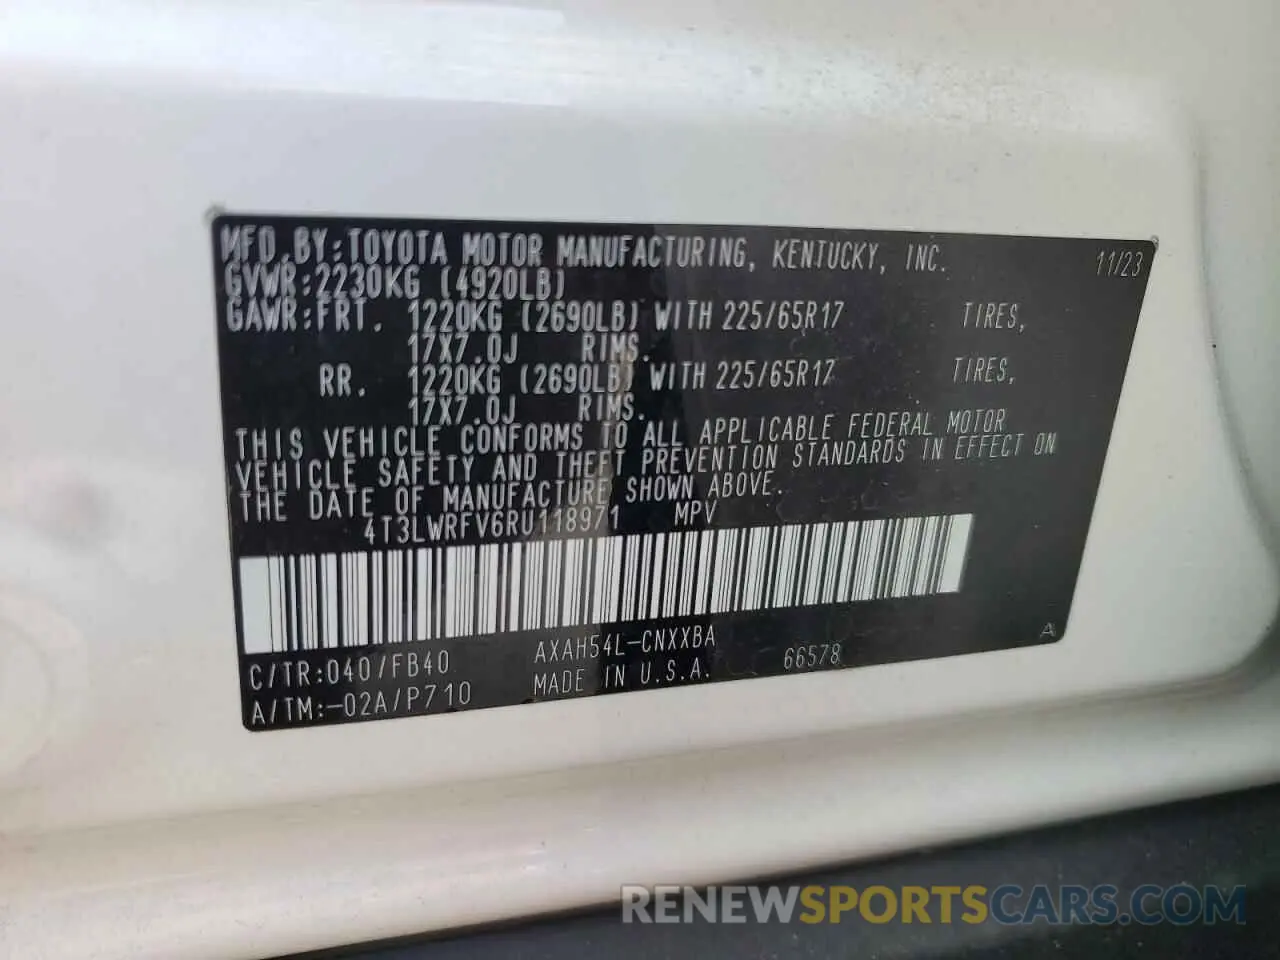 MFD.BY:TOYOTA MOTOR MANUFACTURING, KENTUCKY, INC. 11/23
GVWR:2230KG (4920LB)
GAWR:FRT. 1220KG (2690LB) WITH 225/65R17 TIRES,
17X7.0J RIMS.
RR. 1220KG (2690LB) WITH 225/65R17 TIRES,
17X7.0J RIMS.
THIS VEHICLE CONFORMS TO ALL APPLICABLE FEDERAL MOTOR
VEHICLE SAFETY AND THEFT PREVENTION STANDARDS IN EFFECT ON
THE DATE OF MANUFACTURE SHOWN ABOVE.
4T3LWRFV6RU118971 MPV
C/TR:040/FB40 AXAH54L-CNXXBA A
A/TM:-02A/P710 MADE IN U.S.A. 66578
RENEWSPORTSCARS.COM